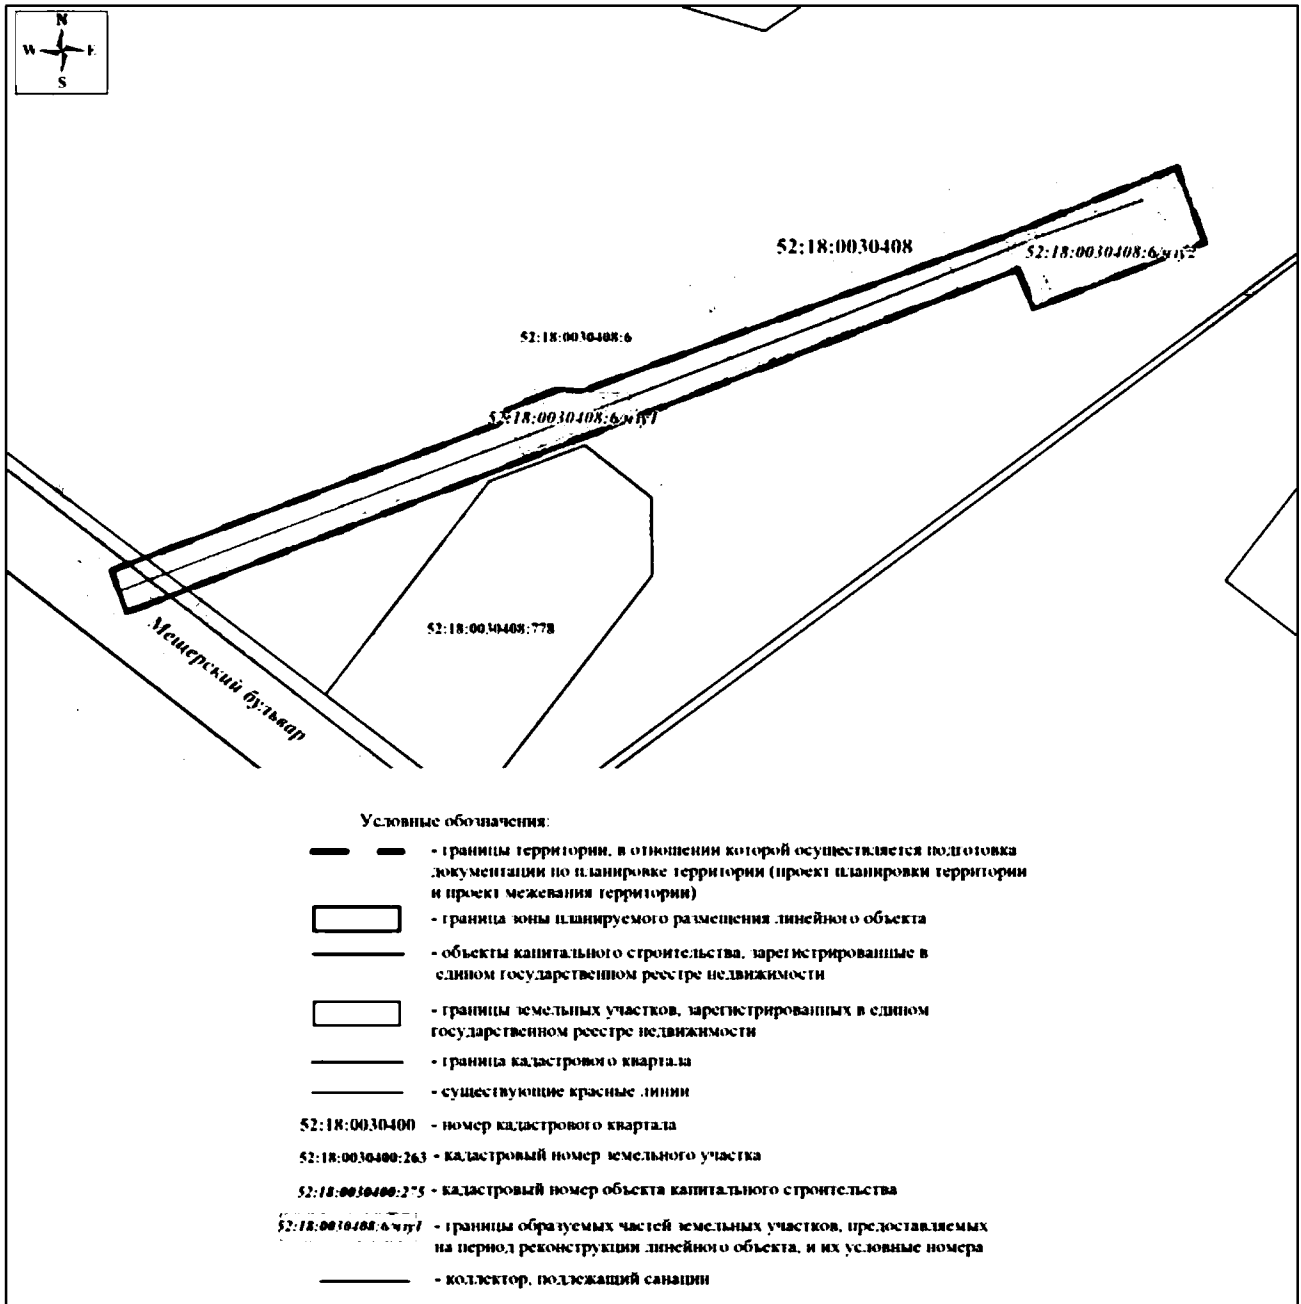 N
W E
S
52:18:0030408
52:18:0030408:6/чзу2
52:18:0030408:6
52:18:0030408:6/чзу1
52:18:0030408:778
Мещерский бульвар
Условные обозначения:
- границы территории, в отношении которой осуществляется подготовка
документации по планировке территории (проект планировки территории
и проект межевания территории)
- граница зоны планируемого размещения линейного объекта
- объекты капитального строительства, зарегистрированные в
едином государственном реестре недвижимости
- границы земельных участков, зарегистрированных в едином
государственном реестре недвижимости
- граница кадастрового квартала
- существующие красные линии
52:18:0030400 - номер кадастрового квартала
52:18:0030400:263 - кадастровый номер земельного участка
52:18:0030400:275 - кадастровый номер объекта капитального строительства
52:18:0030408:6/чзу1 - границы образуемых частей земельных участков, предоставляемых
на период реконструкции линейного объекта, и их условные номера
- коллектор, подлежащий санации